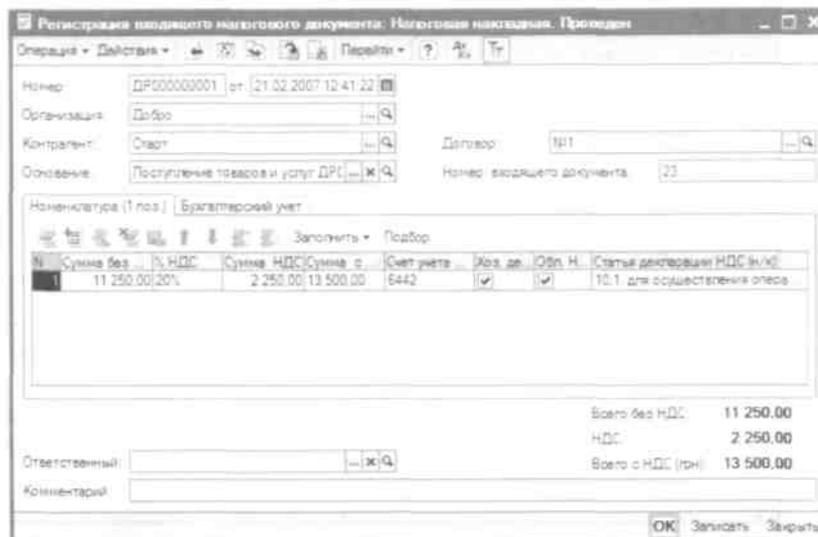 Регистрация входящего налогового документа: Налоговая накладная. Проведен
Операция Действия Перейти
Номер: ДР000000001 от: 21.02.2007 12:41:22
Организация: Добро
Контрагент: Старт Договор: №1
Основание: Поступление товаров и услуг ДР0 Номер входящего документа: 23
Номенклатура (1 поз.) Бухгалтерский учет
Заполнить Подбор
N Сумма без ... % НДС Сумма НДС Сумма с ... Счет учета ... Хоз. де... Обл. Н... Статья декларации НДС (н/к)
1 11 250,00 20% 2 250,00 13 500,00 6442 10.1. для осуществления опера
Всего без НДС: 11 250,00
НДС: 2 250,00
Ответственный: Всего с НДС (грн): 13 500,00
Комментарий:
OK Записать Закрыть